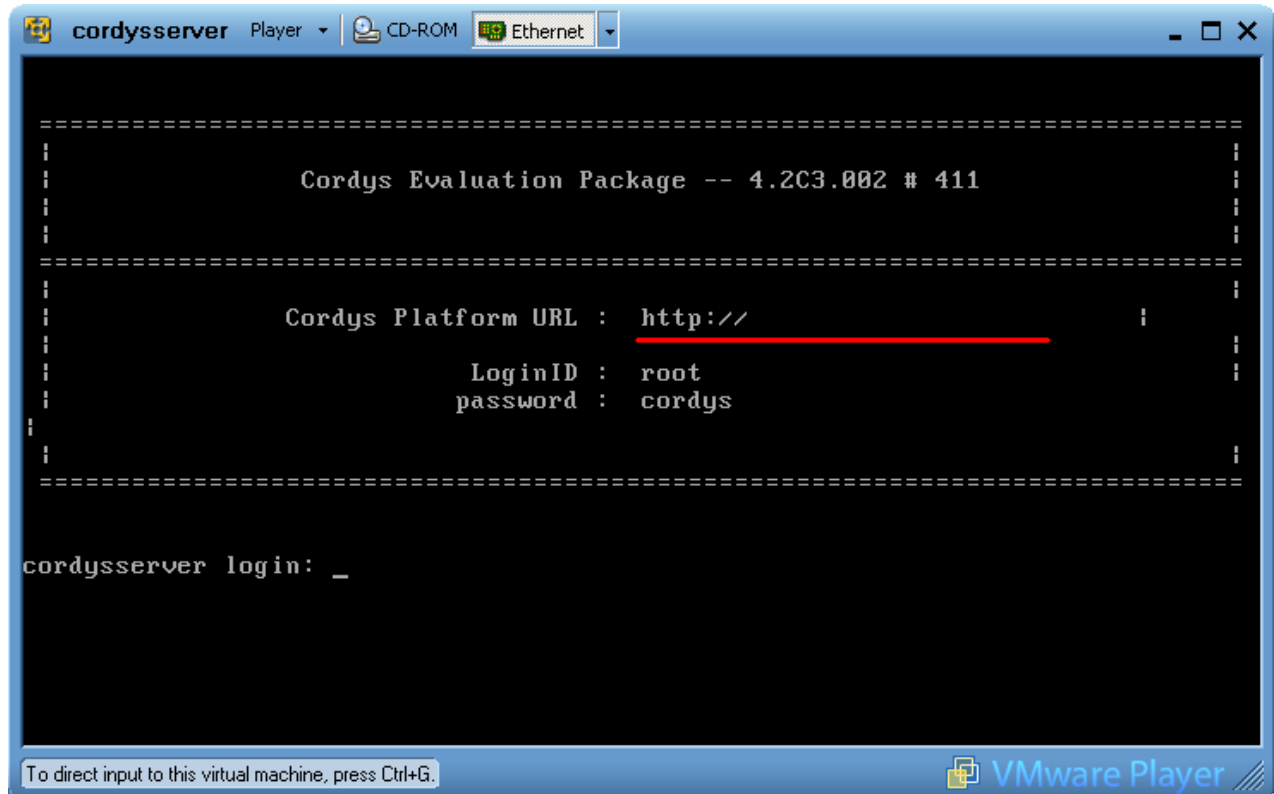 cordysserver Player CD-ROM Ethernet
================================================================================
Cordys Evaluation Package -- 4.2C3.002 # 411
================================================================================
Cordys Platform URL : http://
LoginID : root
password : cordys
================================================================================
cordysserver login: _
To direct input to this virtual machine, press Ctrl+G.
VMware Player